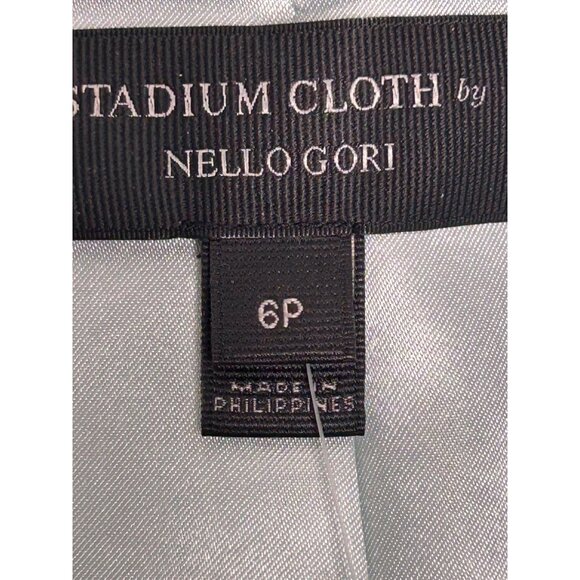 STADIUM CLOTH by
NELLO GORI
6P
MADE IN
PHILIPPINES